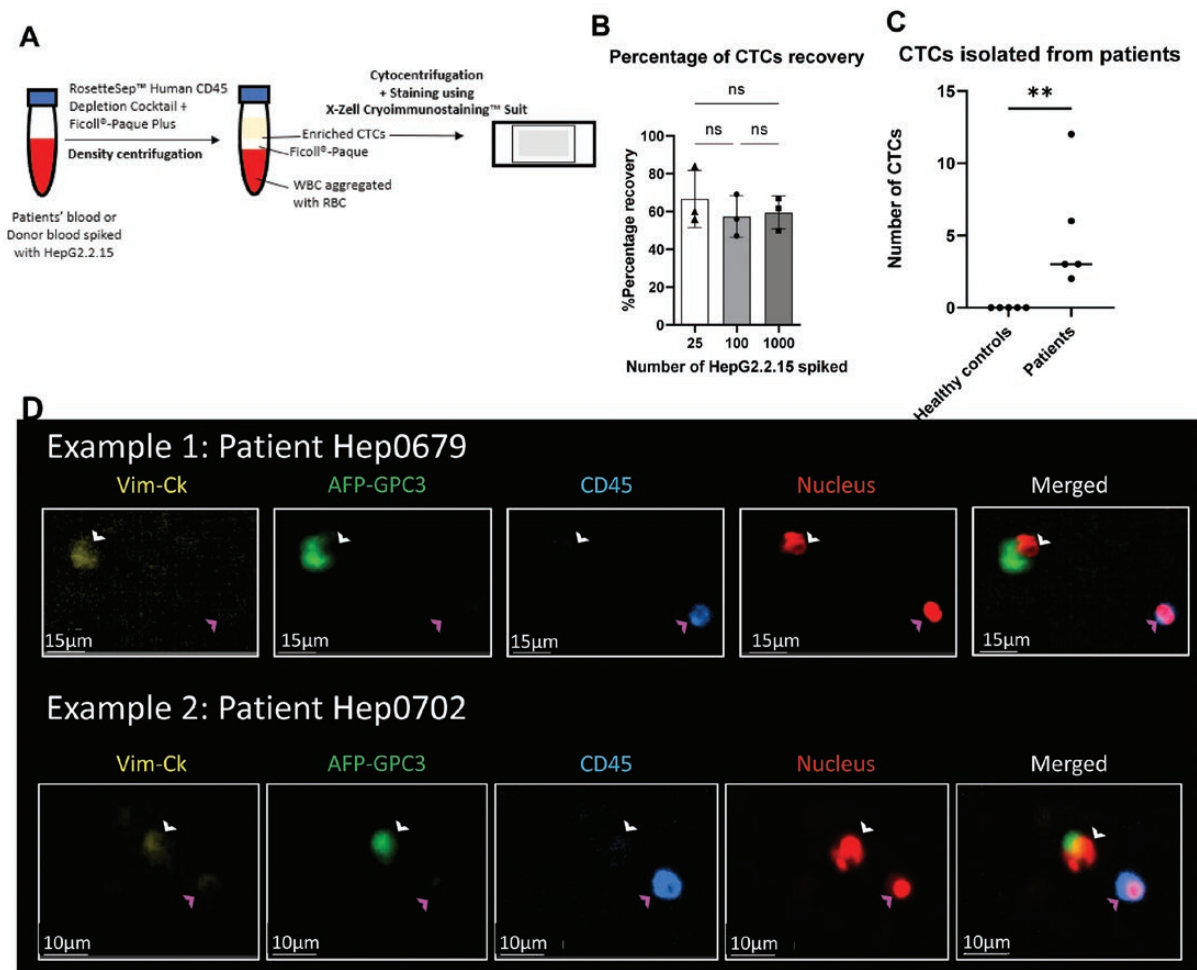 A
RosetteSep™ Human CD45
Depletion Cocktail +
Ficoll®-Paque Plus
Density centrifugation
Patients' blood or
Donor blood spiked
with HepG2.2.15
Enriched CTCs
Ficoll®-Paque
WBC aggregated
with RBC
Cytocentrifugation
+ Staining using
X-Zell Cryoimmunostaining™ Suit
B
Percentage of CTCs recovery
ns
ns
ns
%Percentage recovery
100
80
60
40
20
0
25
100
1000
Number of HepG2.2.15 spiked
C
CTCs isolated from patients
**
Number of CTCs
15
10
5
0
Healthy controls
Patients
D
Example 1: Patient Hep0679
Vim-Ck
AFP-GPC3
CD45
Nucleus
Merged
15μm
15μm
15μm
15μm
15μm
Example 2: Patient Hep0702
Vim-Ck
AFP-GPC3
CD45
Nucleus
Merged
10μm
10μm
10μm
10μm
10μm